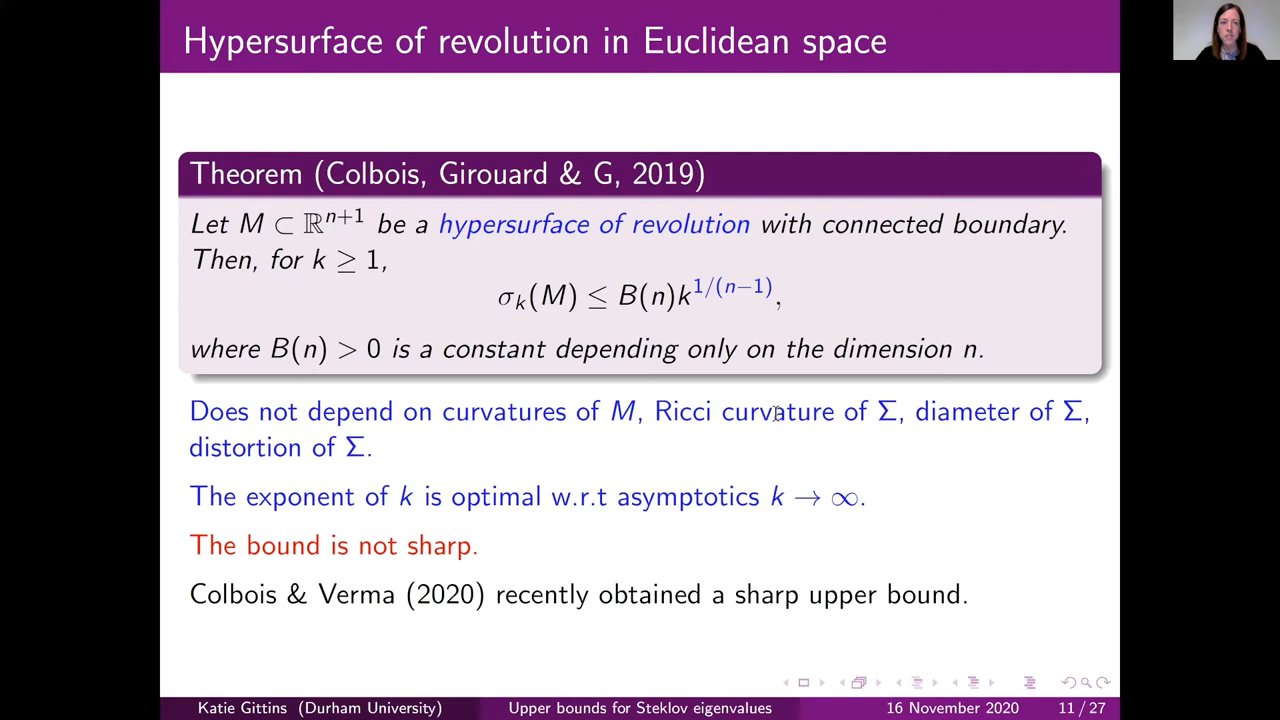 Hypersurface of revolution in Euclidean space
Theorem (Colbois, Girouard & G, 2019)
Let M ⊂ ℝ^{n+1} be a hypersurface of revolution with connected boundary.
Then, for k ≥ 1,
σ_k(M) ≤ B(n)k^{1/(n−1)},
where B(n) > 0 is a constant depending only on the dimension n.
Does not depend on curvatures of M, Ricci curvature of Σ, diameter of Σ,
distortion of Σ.
The exponent of k is optimal w.r.t asymptotics k → ∞.
The bound is not sharp.
Colbois & Verma (2020) recently obtained a sharp upper bound.
Katie Gittins (Durham University) Upper bounds for Steklov eigenvalues 16 November 2020 11 / 27